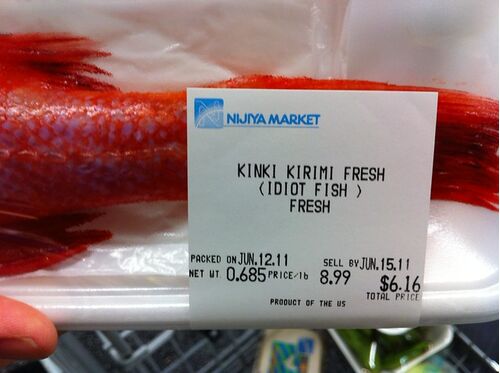 NIJIYA MARKET
KINKI KIRIMI FRESH
(IDIOT FISH )
FRESH
PACKED ON JUN.12.11 SELL BY JUN.15.11
NET WT 0.685 PRICE/lb 8.99 $6.16
TOTAL PRICE
PRODUCT OF THE US